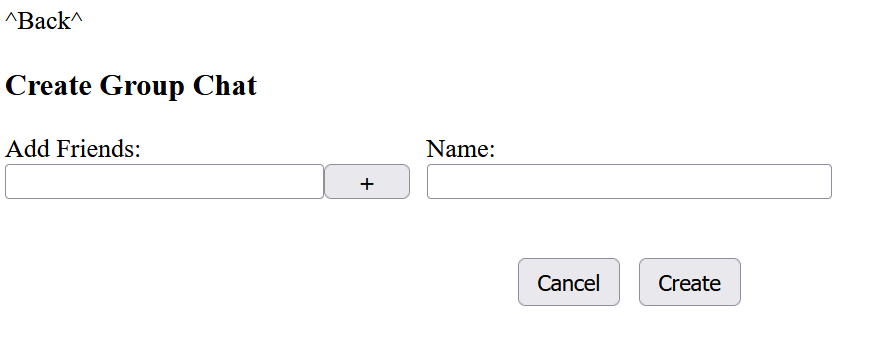 ^Back^
Create Group Chat
Add Friends: Name:
+
Cancel Create